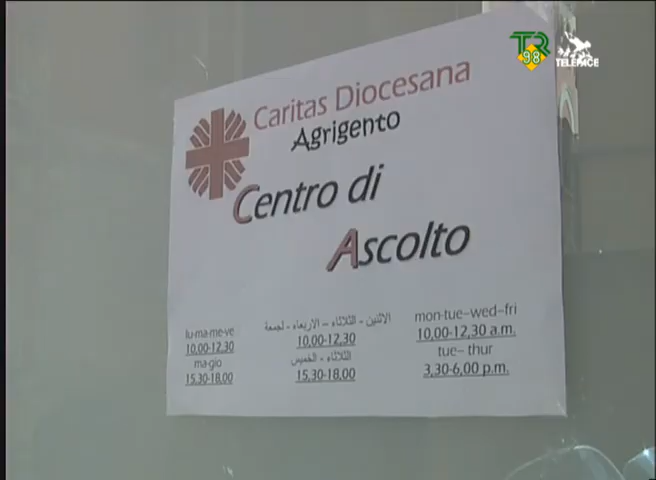 TR
98
TELEPACE
Caritas Diocesana
Agrigento
Centro di
Ascolto
lu-ma-me-ve
10,00-12,30
ma-gio
15,30-18,00
الاثنين - الثلاثاء - الاربعاء - لجمعة
10,00-12,30
الثلاثاء - الخميس
15,30-18,00
mon-tue-wed-fri
10,00-12,30 a.m.
tue- thur
3,30-6,00 p.m.